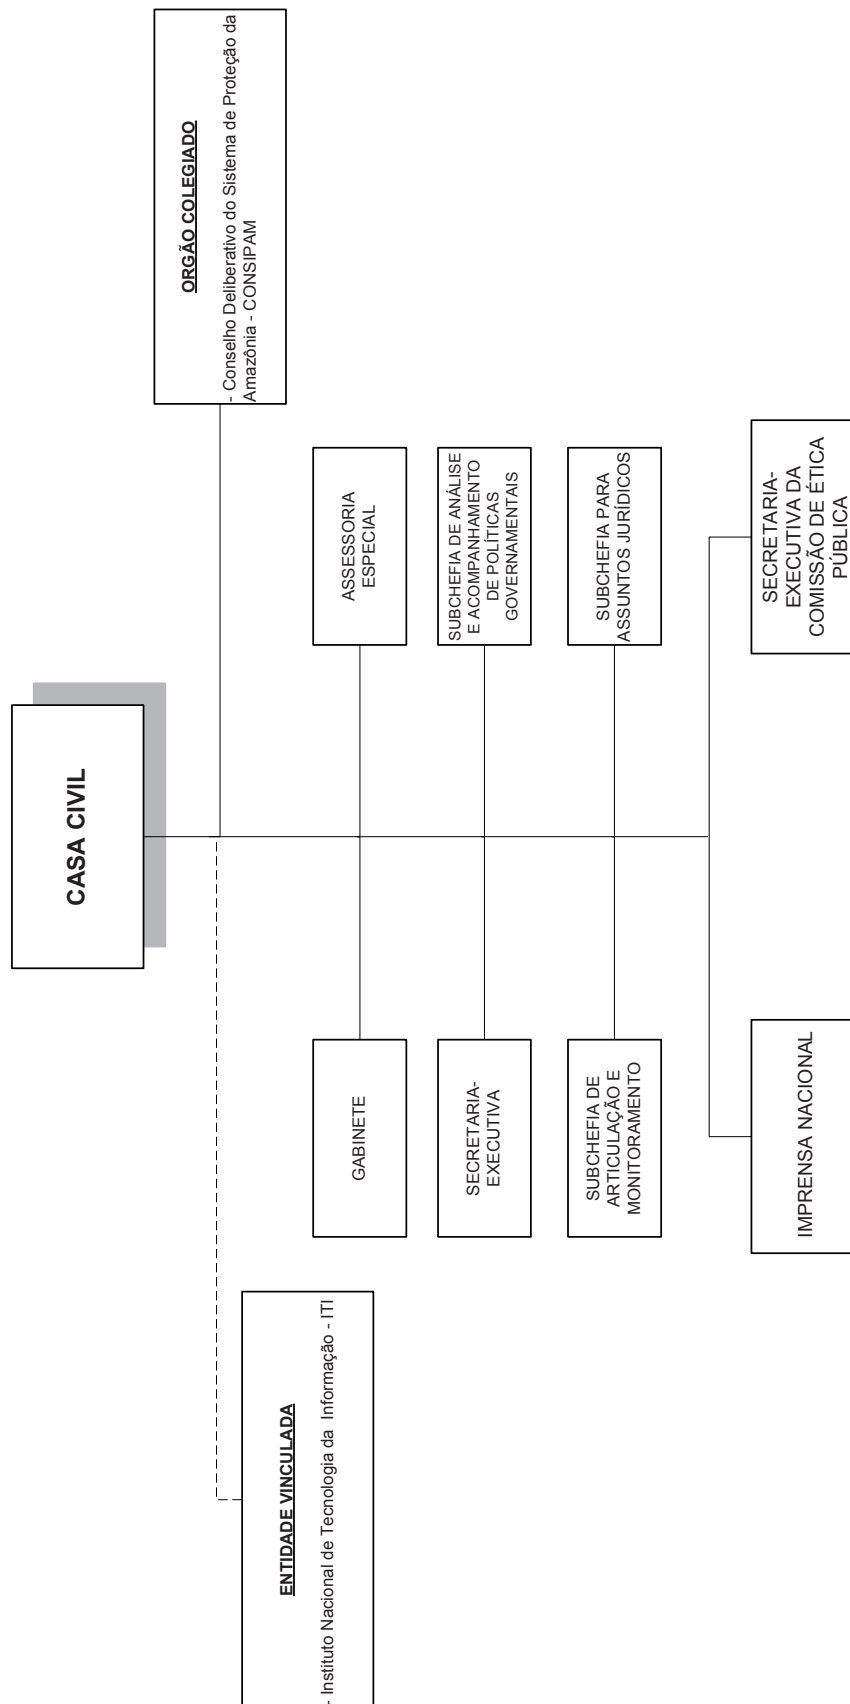 CASA CIVIL
ENTIDADE VINCULADA
- Instituto Nacional de Tecnologia da Informação - ITI
ORGÃO COLEGIADO
- Conselho Deliberativo do Sistema de Proteção da
Amazônia - CONSIPAM
GABINETE
ASSESSORIA
ESPECIAL
SECRETARIA-
EXECUTIVA
SUBCHEFIA DE ANÁLISE
E ACOMPANHAMENTO
DE POLÍTICAS
GOVERNAMENTAIS
SUBCHEFIA DE
ARTICULAÇÃO E
MONITORAMENTO
SUBCHEFIA PARA
ASSUNTOS JURÍDICOS
IMPRENSA NACIONAL
SECRETARIA-
EXECUTIVA DA
COMISSÃO DE ÉTICA
PÚBLICA